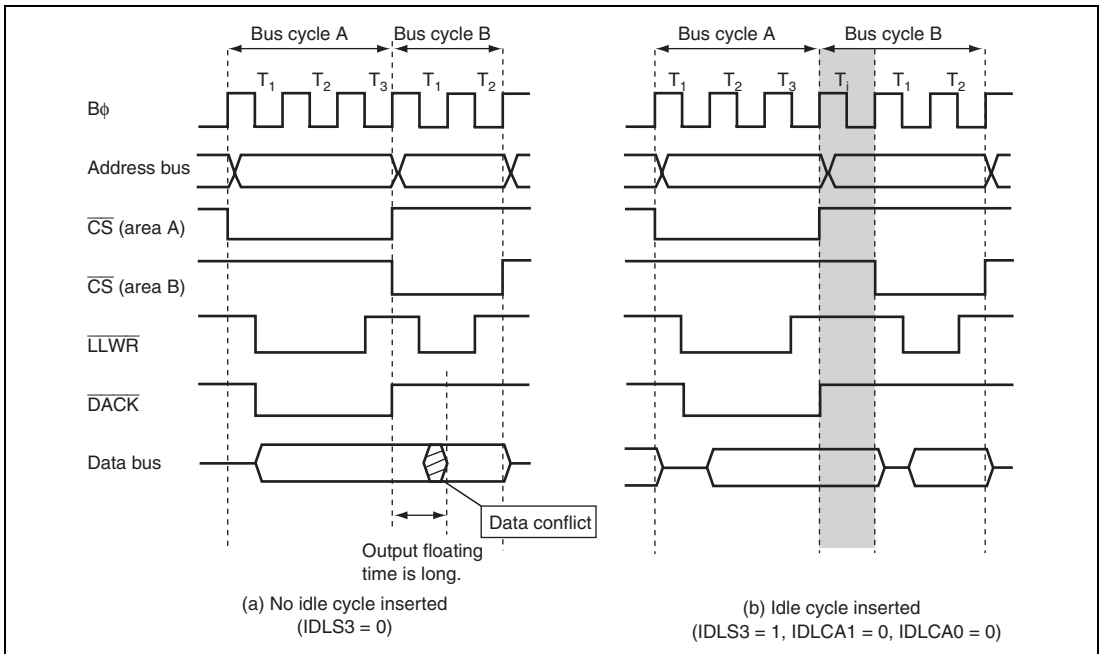 Bus cycle A Bus cycle B
T1 T2 T3 T1 T2
Bus cycle A Bus cycle B
T1 T2 T3 Ti T1 T2
Bϕ
Address bus
CS (area A)
CS (area B)
LLWR
DACK
Data bus
Data conflict
Output floating
time is long.
(a) No idle cycle inserted
(IDLS3 = 0)
(b) Idle cycle inserted
(IDLS3 = 1, IDLCA1 = 0, IDLCA0 = 0)